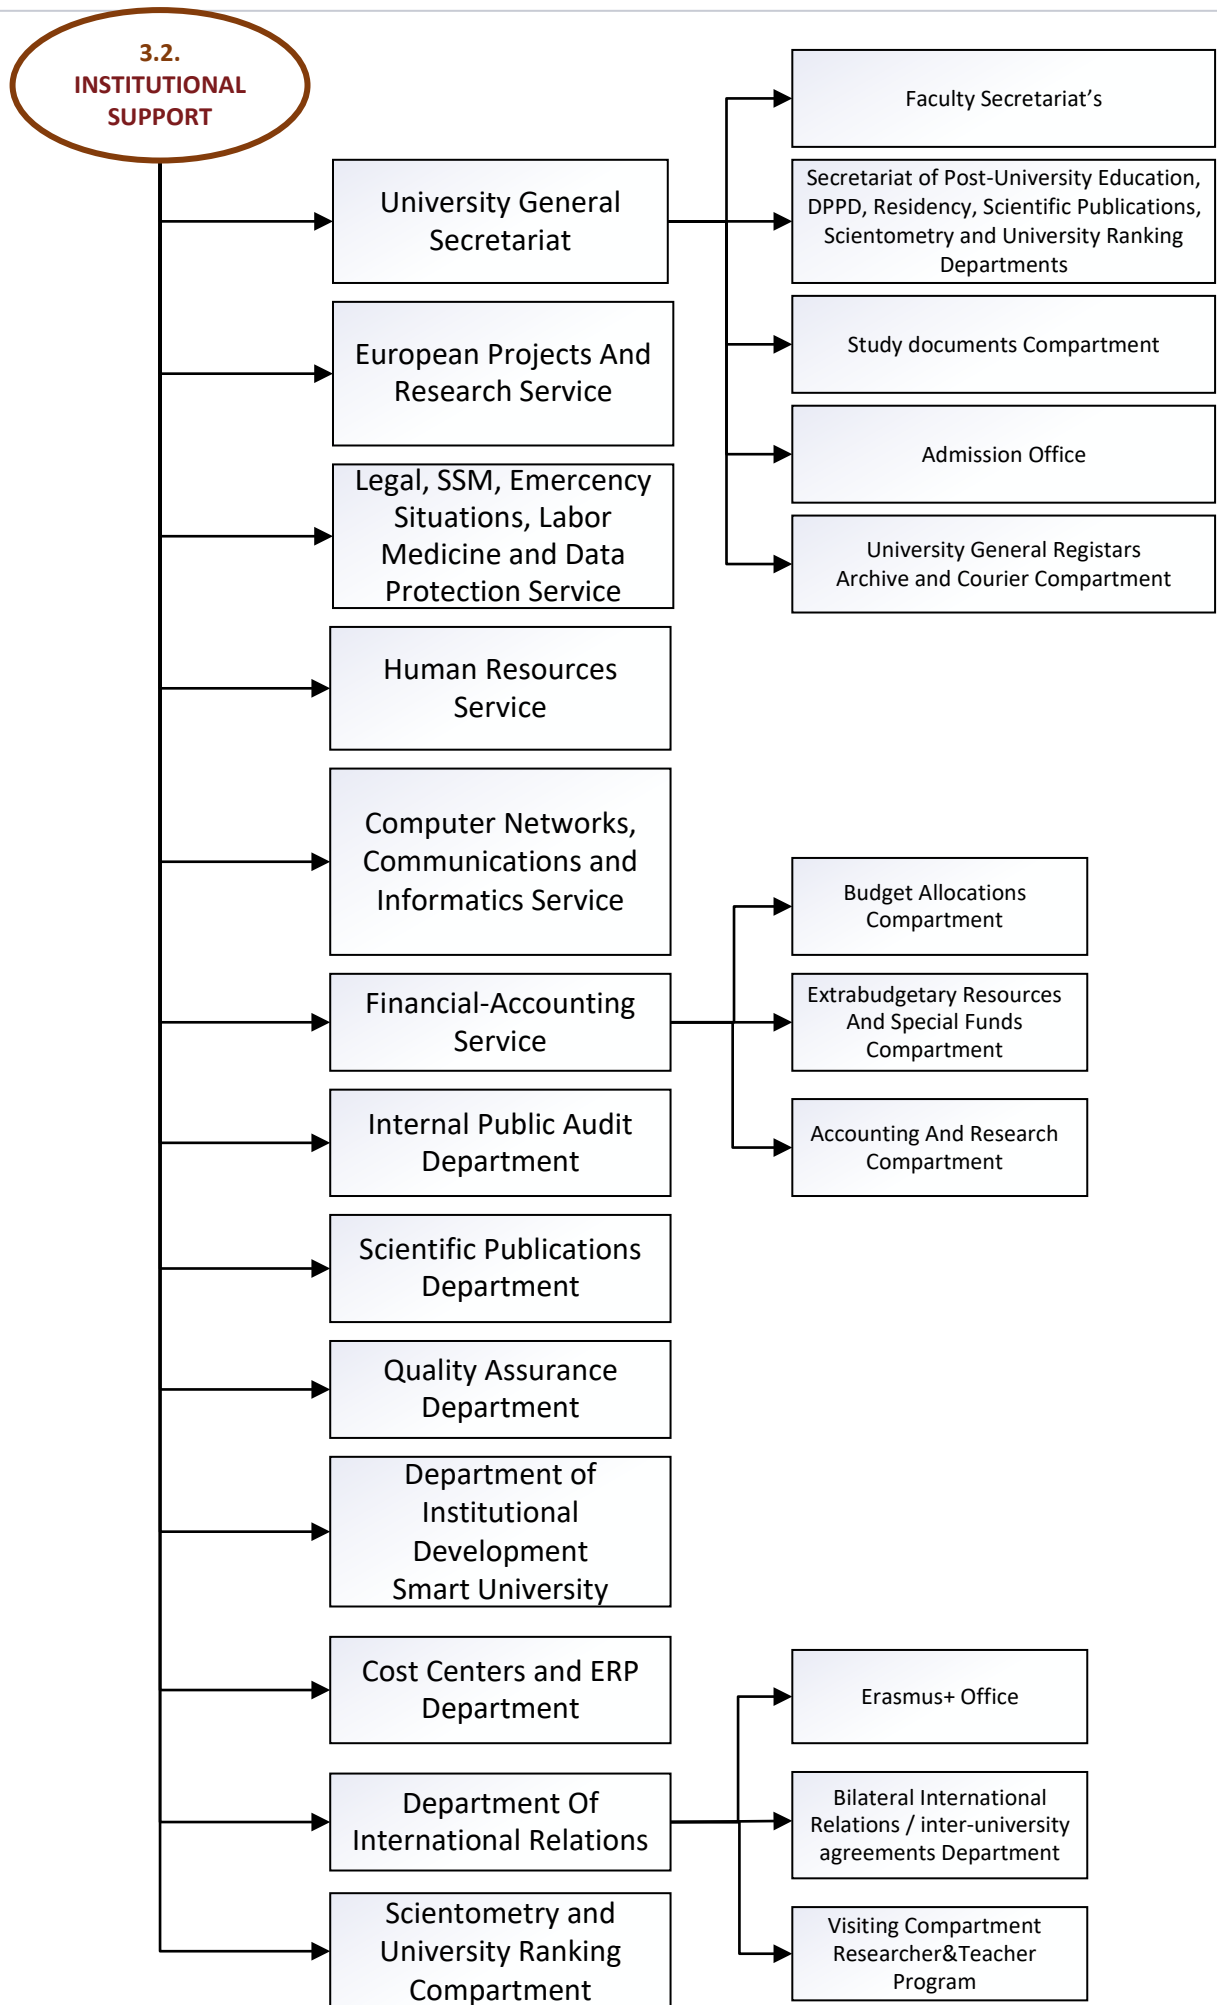 3.2.
INSTITUTIONAL
SUPPORT
University General
Secretariat
Faculty Secretariat’s
Secretariat of Post-University Education,
DPPD, Residency, Scientific Publications,
Scientometry and University Ranking
Departments
Study documents Compartment
Admission Office
University General Registars
Archive and Courier Compartment
European Projects And
Research Service
Legal, SSM, Emercency
Situations, Labor
Medicine and Data
Protection Service
Human Resources
Service
Computer Networks,
Communications and
Informatics Service
Financial-Accounting
Service
Budget Allocations
Compartment
Extrabudgetary Resources
And Special Funds
Compartment
Accounting And Research
Compartment
Internal Public Audit
Department
Scientific Publications
Department
Quality Assurance
Department
Department of
Institutional
Development
Smart University
Cost Centers and ERP
Department
Department Of
International Relations
Erasmus+ Office
Bilateral International
Relations / inter-university
agreements Department
Visiting Compartment
Researcher&Teacher
Program
Scientometry and
University Ranking
Compartment